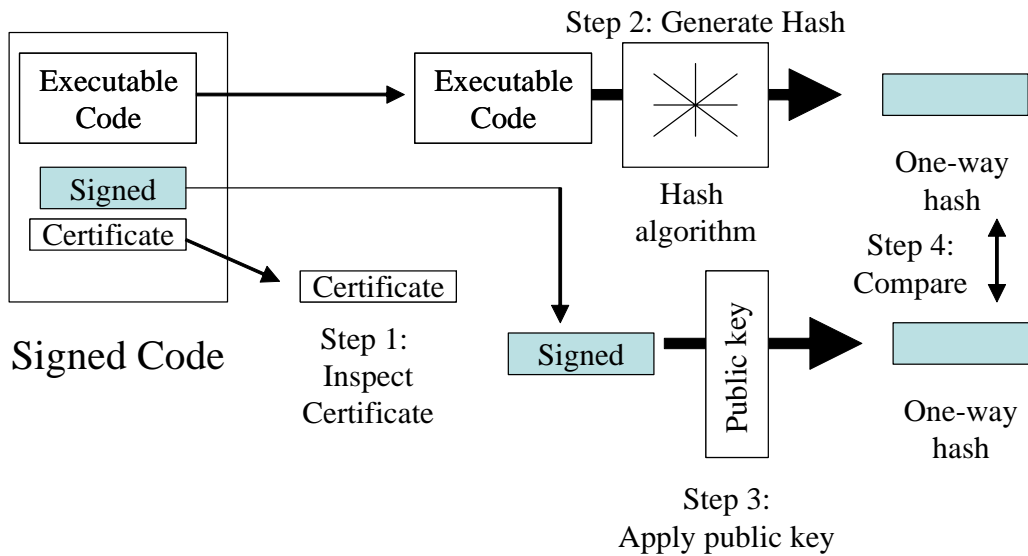 Step 2: Generate Hash
Executable
Code
Executable
Code
Signed
Certificate
Signed Code
Certificate
Step 1:
Inspect
Certificate
Hash
algorithm
One-way
hash
Step 4:
Compare
Signed
Public key
One-way
hash
Step 3:
Apply public key